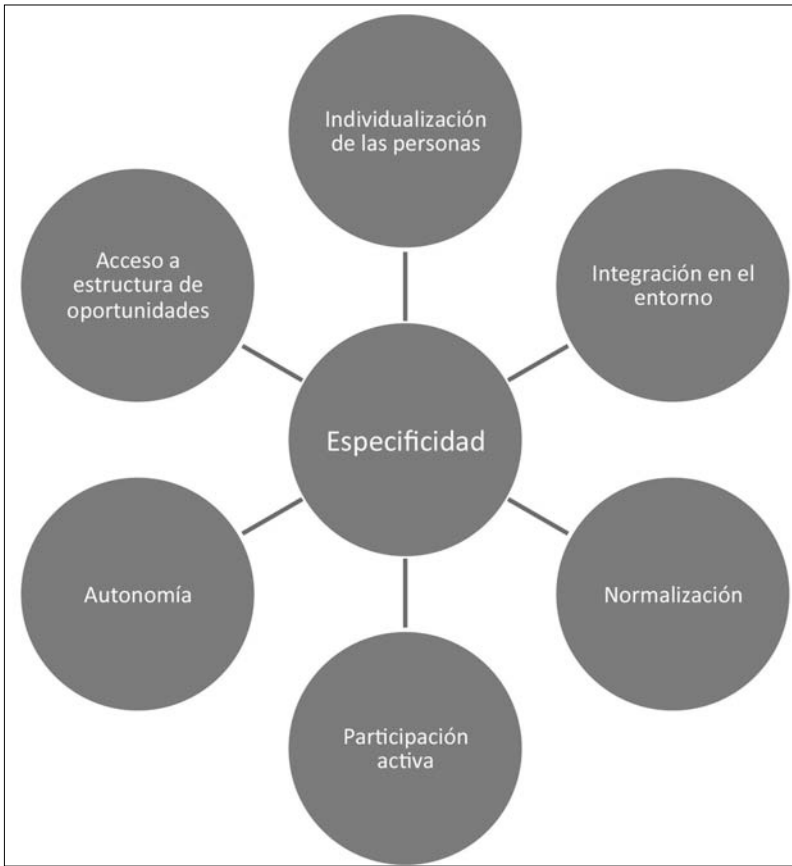 Individualización
de las personas
Acceso a
estructura de
oportunidades
Integración en el
entorno
Especificidad
Autonomía
Normalización
Participación
activa